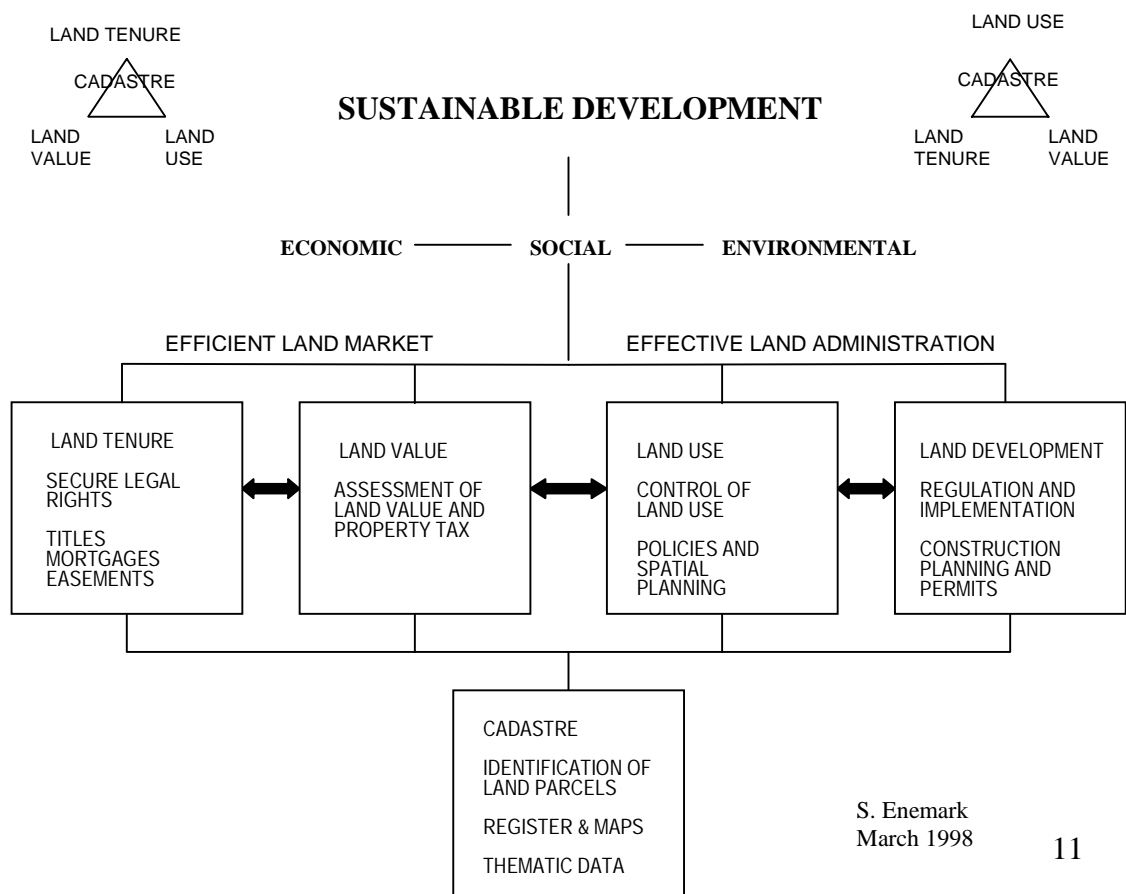 LAND TENURE
CADASTRE
LAND
VALUE
LAND
USE
SUSTAINABLE DEVELOPMENT
LAND USE
CADASTRE
LAND
TENURE
LAND
VALUE
ECONOMIC SOCIAL ENVIRONMENTAL
EFFICIENT LAND MARKET
EFFECTIVE LAND ADMINISTRATION
LAND TENURE
SECURE LEGAL
RIGHTS
TITLES
MORTGAGES
EASEMENTS
LAND VALUE
ASSESSMENT OF
LAND VALUE AND
PROPERTY TAX
LAND USE
CONTROL OF
LAND USE
POLICIES AND
SPATIAL
PLANNING
LAND DEVELOPMENT
REGULATION AND
IMPLEMENTATION
CONSTRUCTION
PLANNING AND
PERMITS
CADASTRE
IDENTIFICATION OF
LAND PARCELS
REGISTER & MAPS
THEMATIC DATA
S. Enemark
March 1998
11